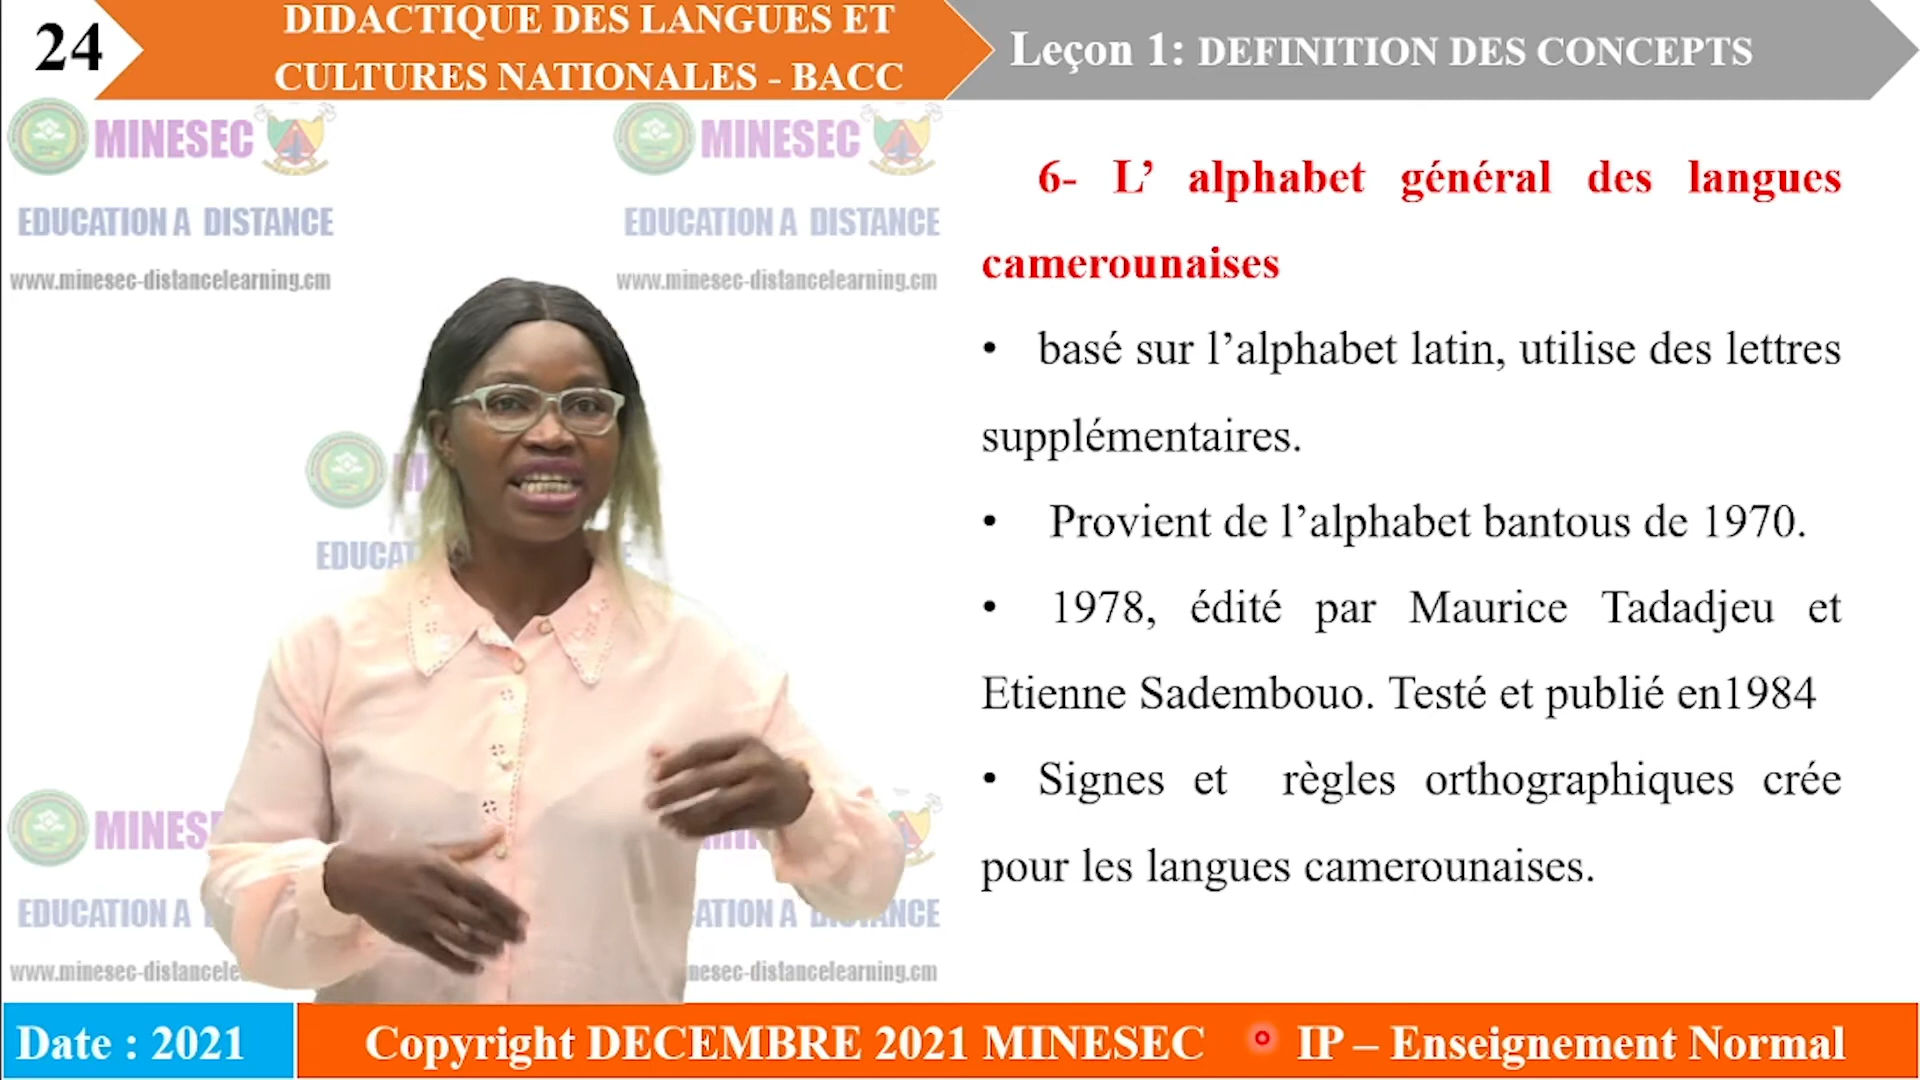 24
DIDACTIQUE DES LANGUES ET
CULTURES NATIONALES - BACC
Leçon 1: DEFINITION DES CONCEPTS
MINESEC
EDUCATION A DISTANCE
www.minesec-distancelearning.cm
MINESEC
EDUCATION A DISTANCE
www.minesec-distancelearning.cm
6- L’ alphabet général des langues
camerounaises
• basé sur l’alphabet latin, utilise des lettres
supplémentaires.
• Provient de l’alphabet bantous de 1970.
• 1978, édité par Maurice Tadadjeu et
Etienne Sadembouo. Testé et publié en1984
• Signes et règles orthographiques crée
pour les langues camerounaises.
Date : 2021
Copyright DECEMBRE 2021 MINESEC
IP – Enseignement Normal